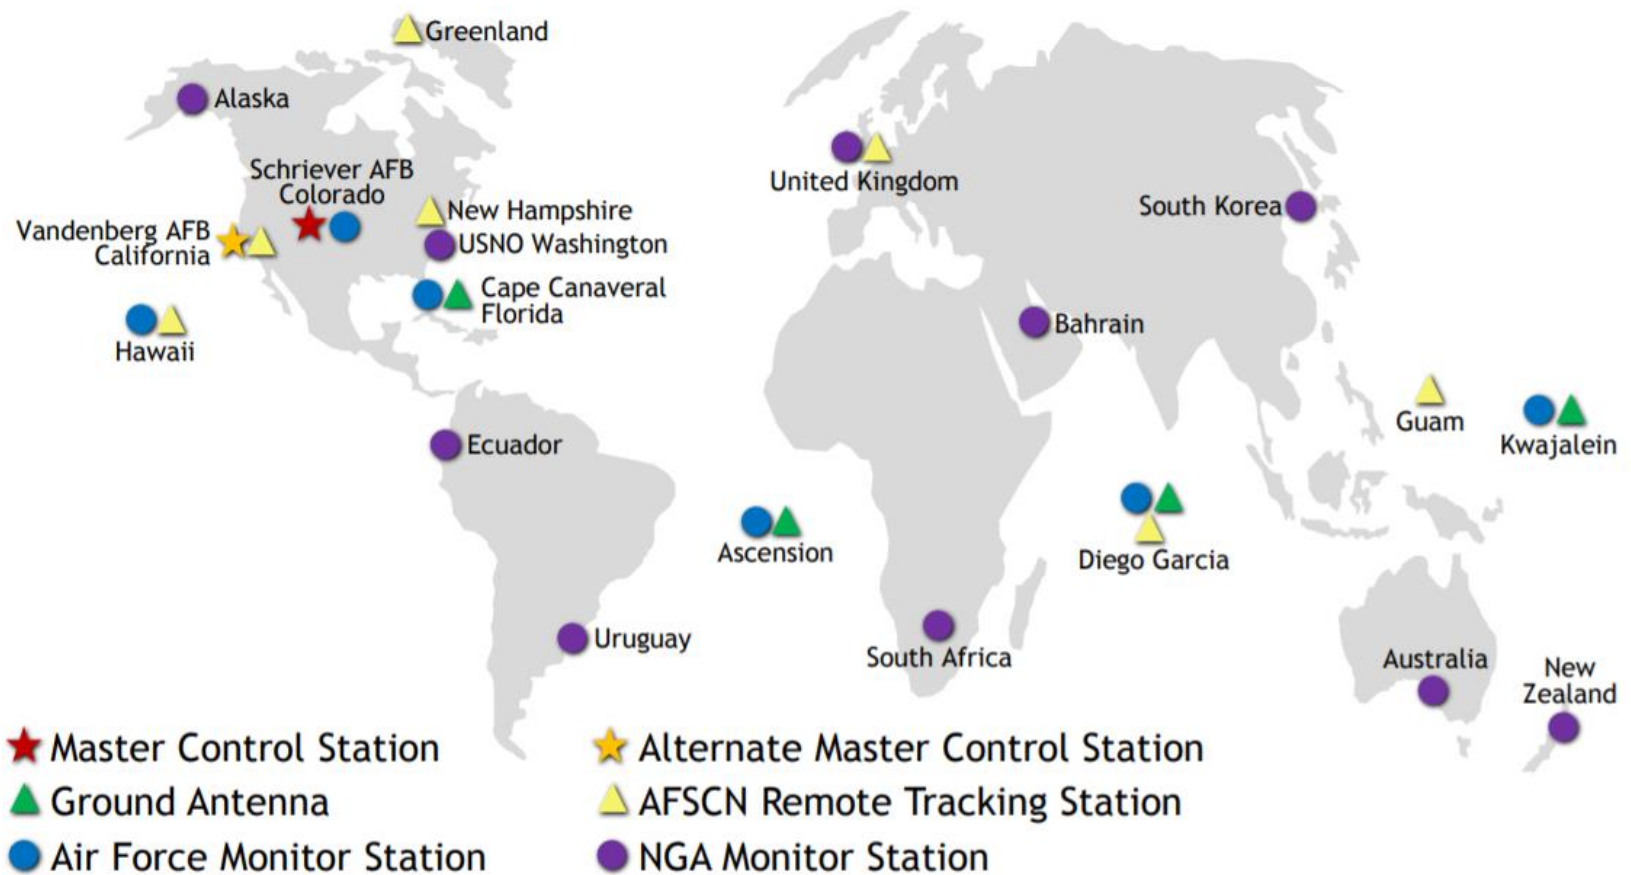 Greenland
Alaska
Schriever AFB
Colorado
Vandenberg AFB
California
New Hampshire
USNO Washington
Cape Canaveral
Florida
Hawaii
United Kingdom
South Korea
Bahrain
Guam
Kwajalein
Ecuador
Ascension
Diego Garcia
Uruguay
South Africa
Australia
New
Zealand
Master Control Station
Alternate Master Control Station
Ground Antenna
AFSCN Remote Tracking Station
Air Force Monitor Station
NGA Monitor Station